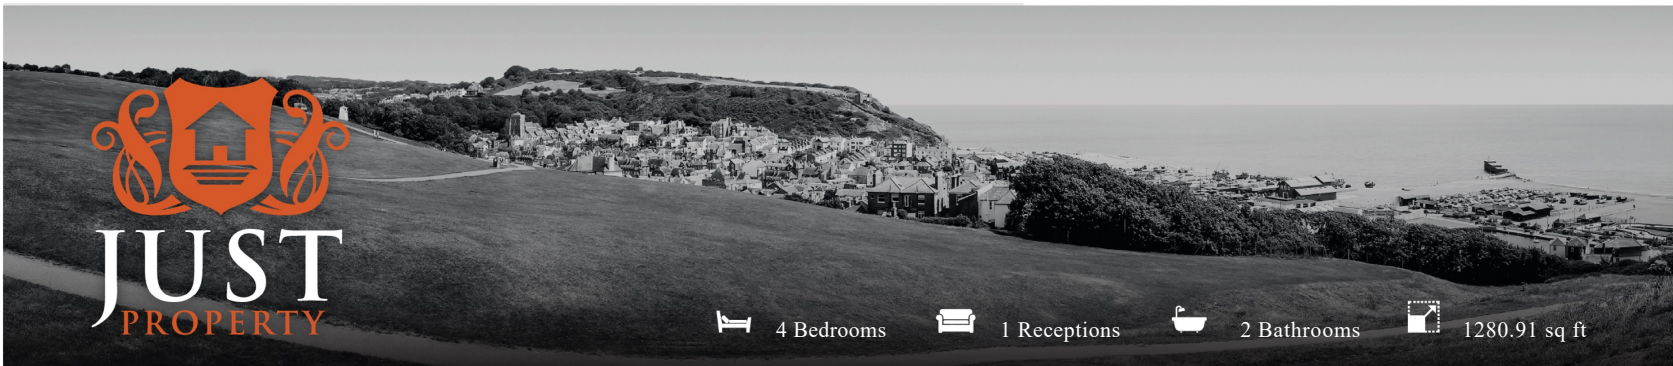 JUST
PROPERTY
4 Bedrooms 1 Receptions 2 Bathrooms 1280.91 sq ft